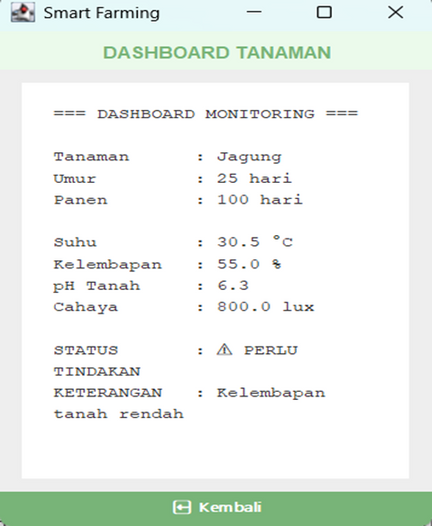 Smart Farming
DASHBOARD TANAMAN
=== DASHBOARD MONITORING ===
Tanaman : Jagung
Umur : 25 hari
Panen : 100 hari
Suhu : 30.5 °C
Kelembapan : 55.0 %
pH Tanah : 6.3
Cahaya : 800.0 lux
STATUS : ⚠ PERLU
TINDAKAN
KETERANGAN : Kelembapan
tanah rendah
Kembali